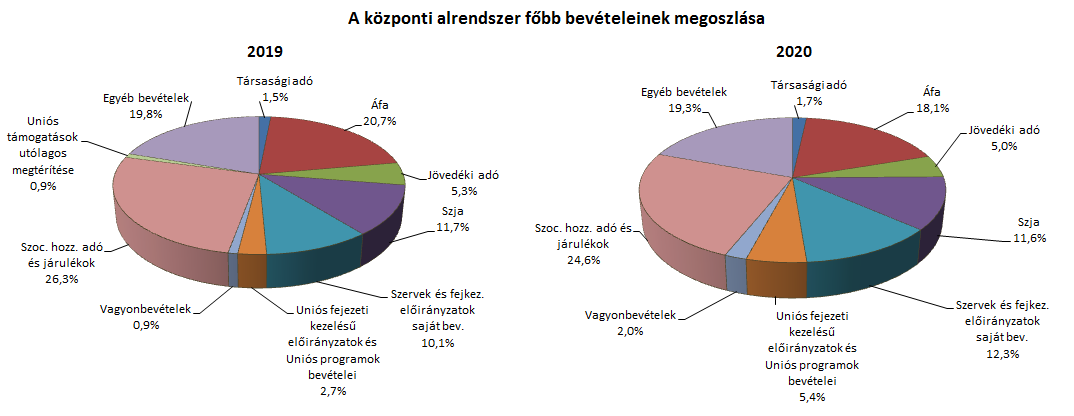 A központi alrendszer főbb bevételeinek megoszlása
2019
Társasági adó
1,5%
Áfa
20,7%
Jövedéki adó
5,3%
Szja
11,7%
Szervek és fejkez.
előirányzatok
saját bev.
10,1%
Uniós fejezeti
kezelésű
előirányzatok és
Uniós programok
bevételei
2,7%
Vagyonbevételek
0,9%
Szoc. hozz. adó
és járulékok
26,3%
Uniós
támogatások
utólagos
megtérítése
0,9%
Egyéb bevételek
19,8%
2020
Társasági adó
1,7%
Áfa
18,1%
Jövedéki adó
5,0%
Szja
11,6%
Szervek és fejkez.
előirányzatok
saját bev.
12,3%
Uniós fejezeti
kezelésű
előirányzatok és
Uniós programok
bevételei
5,4%
Vagyonbevételek
2,0%
Szoc. hozz. adó és
járulékok
24,6%
Egyéb bevételek
19,3%